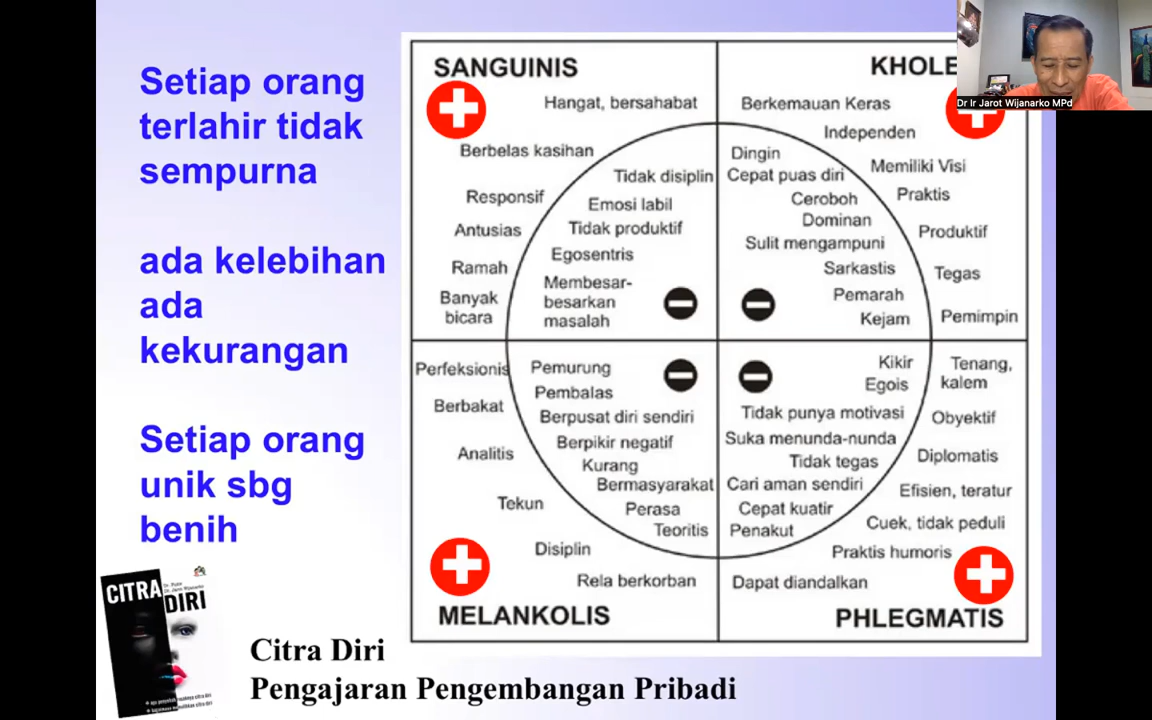 Setiap orang
terlahir tidak
sempurna
ada kelebihan
ada
kekurangan
Setiap orang
unik sbg
benih
SANGUINIS
Hangat, bersahabat
Berbelas kasihan
Responsif
Antusias
Ramah
Banyak
bicara
Tidak disiplin
Emosi labil
Tidak produktif
Egosentris
Membesar-
besarkan
masalah
KHOLE
Berkemauan Keras
Independen
Memiliki Visi
Praktis
Produktif
Tegas
Pemimpin
Dingin
Cepat puas diri
Ceroboh
Dominan
Sulit mengampuni
Sarkastis
Pemarah
Kejam
Dr Ir Jarot Wijanarko MPd
Perfeksionis
Berbakat
Analitis
Tekun
Disiplin
Rela berkorban
MELANKOLIS
Pemurung
Pembalas
Berpusat diri sendiri
Berpikir negatif
Kurang
Bermasyarakat
Perasa
Teoritis
Kikir
Egois
Tidak punya motivasi
Suka menunda-nunda
Tidak tegas
Cari aman sendiri
Cepat kuatir
Penakut
Tenang,
kalem
Obyektif
Diplomatis
Efisien, teratur
Cuek, tidak peduli
Praktis humoris
Dapat diandalkan
PHLEGMATIS
CITRA
DIRI
Citra Diri
Pengajaran Pengembangan Pribadi